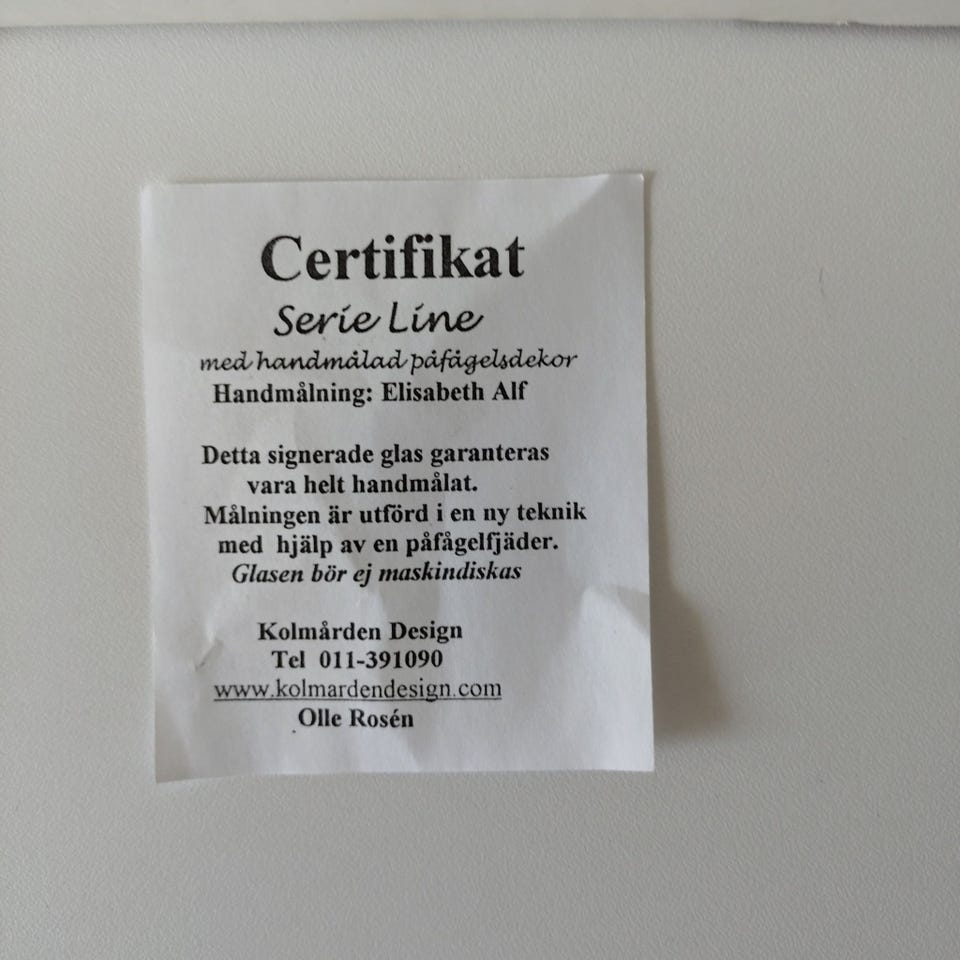 Certifikat
Serie Line
med handmålad påfågelsdekor
Handmålning: Elisabeth Alf
Detta signerade glas garanteras
vara helt handmålat.
Målningen är utförd i en ny teknik
med hjälp av en påfågelfjäder.
Glasen bör ej maskindiskas
Kolmården Design
Tel 011-391090
www.kolmardendesign.com
Olle Rosén